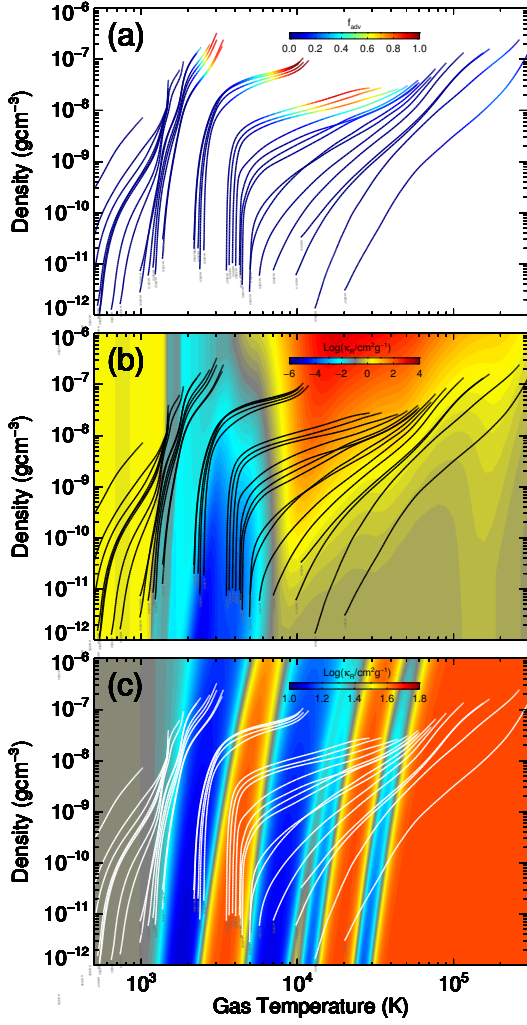 10⁻⁶
(a)
f_adv
0.0 0.2 0.4 0.6 0.8 1.0
10⁻⁷
10⁻⁸
Density (gcm⁻³)
10⁻⁹
10⁻¹⁰
10⁻¹¹
10⁻¹²
(b)
Log(κ_P/cm²g⁻¹)
−6 −4 −2 0 2 4
10⁻⁷
10⁻⁸
Density (gcm⁻³)
10⁻⁹
10⁻¹⁰
10⁻¹¹
10⁻¹²
10⁻⁶
(c)
Log(κ_R/cm²g⁻¹)
1.0 1.2 1.4 1.6 1.8
10⁻⁷
10⁻⁸
Density (gcm⁻³)
10⁻⁹
10⁻¹⁰
10⁻¹¹
10⁻¹²
10³ 10⁴ 10⁵
Gas Temperature (K)